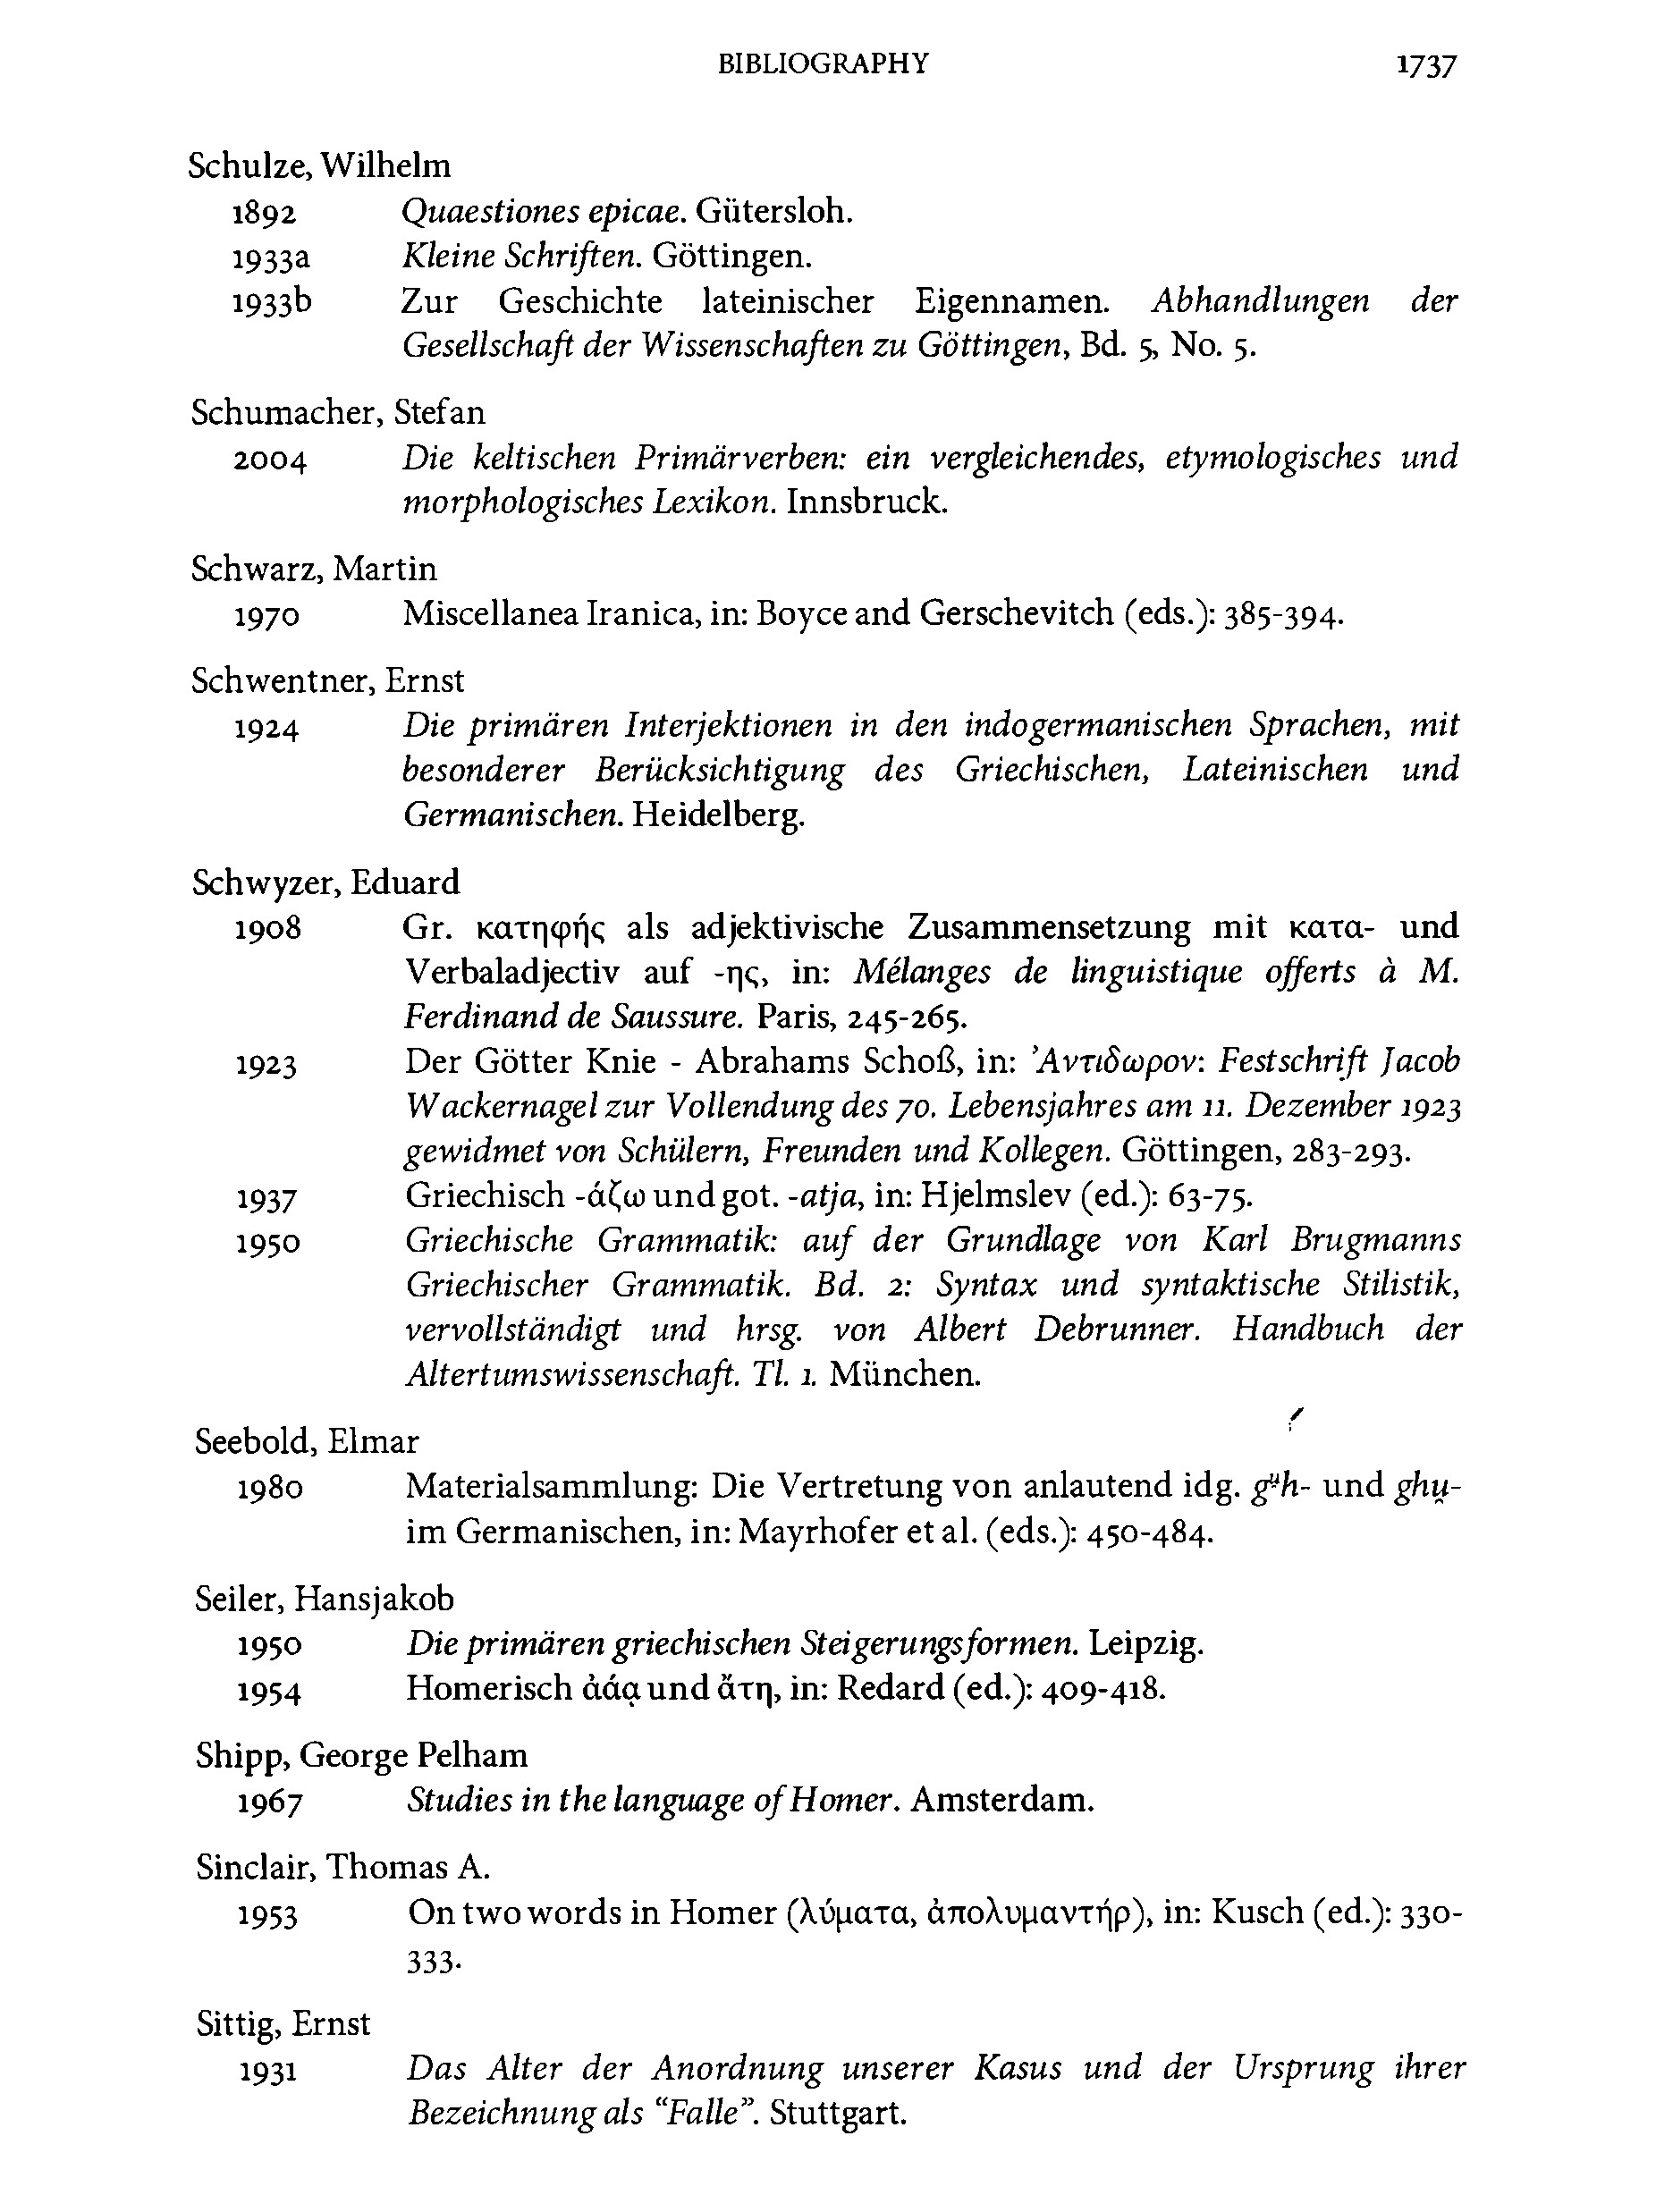 BIBLIOGRAPHY 1737
Schulze, Wilhelm
1892 Quaestiones epicae. Gütersloh.
1933a Kleine Schriften. Göttingen.
1933b Zur Geschichte lateinischer Eigennamen. Abhandlungen der
Gesellschaft der Wissenschaften zu Göttingen, Bd. 5, No. 5.
Schumacher, Stefan
2004 Die keltischen Primärverben: ein vergleichendes, etymologisches und
morphologisches Lexikon. Innsbruck.
Schwarz, Martin
1970 Miscellanea Iranica, in: Boyce and Gerschevitch (eds.): 385-394.
Schwentner, Ernst
1924 Die primären Interjektionen in den indogermanischen Sprachen, mit
besonderer Berücksichtigung des Griechischen, Lateinischen und
Germanischen. Heidelberg.
Schwyzer, Eduard
1908 Gr. κατηφής als adjektivische Zusammensetzung mit κατα- und
Verbaladjectiv auf -ης, in: Mélanges de linguistique offerts à M.
Ferdinand de Saussure. Paris, 245-265.
1923 Der Götter Knie - Abrahams Schoß, in: ’Αντιδωρον: Festschrift Jacob
Wackernagel zur Vollendung des 70. Lebensjahres am 11. Dezember 1923
gewidmet von Schülern, Freunden und Kollegen. Göttingen, 283-293.
1937 Griechisch -άζω und got. -atja, in: Hjelmslev (ed.): 63-75.
1950 Griechische Grammatik: auf der Grundlage von Karl Brugmanns
Griechischer Grammatik. Bd. 2: Syntax und syntaktische Stilistik,
vervollständigt und hrsg. von Albert Debrunner. Handbuch der
Altertumswissenschaft. Tl. 1. München.
Seebold, Elmar
1980 Materialsammlung: Die Vertretung von anlautend idg. gᵘ̯h- und ghu̯-
im Germanischen, in: Mayrhofer et al. (eds.): 450-484.
Seiler, Hansjakob
1950 Die primären griechischen Steigerungsformen. Leipzig.
1954 Homerisch ἀάᾳ und ἄτη, in: Redard (ed.): 409-418.
Shipp, George Pelham
1967 Studies in the language of Homer. Amsterdam.
Sinclair, Thomas A.
1953 On two words in Homer (λύματα, ἀπολυμαντήρ), in: Kusch (ed.): 330-
333.
Sittig, Ernst
1931 Das Alter der Anordnung unserer Kasus und der Ursprung ihrer
Bezeichnung als “Falle”. Stuttgart.